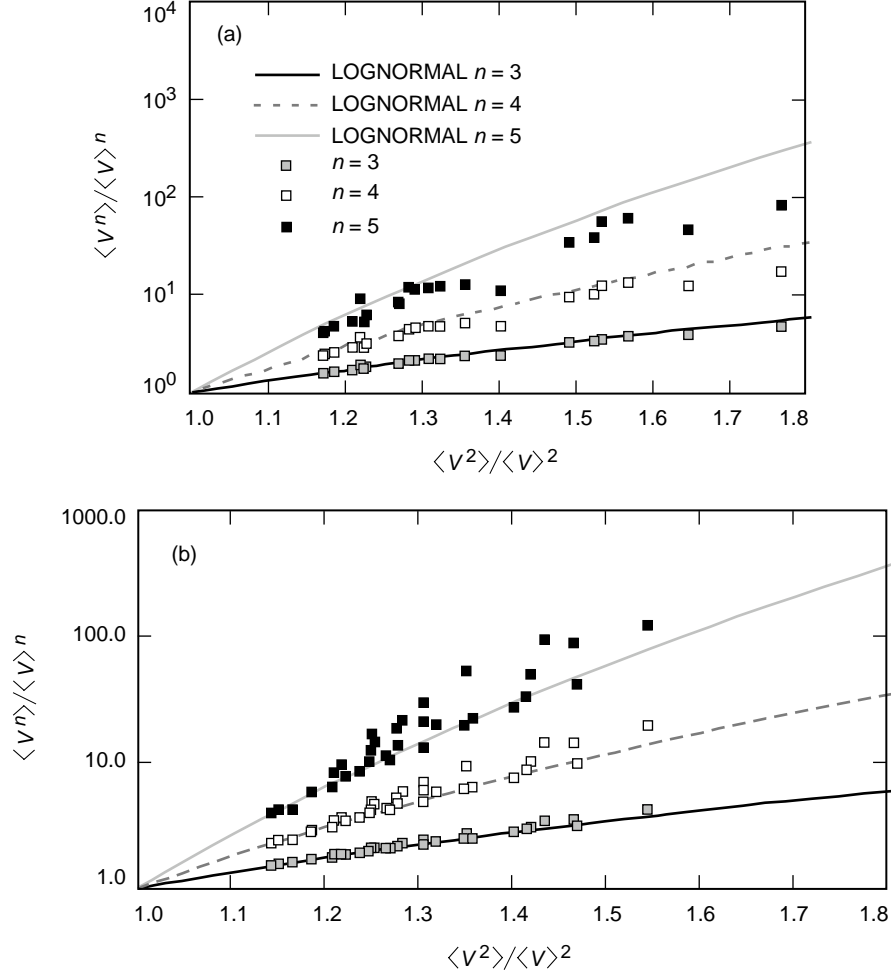 10⁴
(a)
LOGNORMAL n = 3
10³
LOGNORMAL n = 4
LOGNORMAL n = 5
n = 3
⟨Vⁿ⟩/⟨V⟩ⁿ
10²
n = 4
n = 5
10¹
10⁰
1.0 1.1 1.2 1.3 1.4 1.5 1.6 1.7 1.8
⟨V²⟩/⟨V⟩²
1000.0
(b)
100.0
⟨Vⁿ⟩/⟨V⟩ⁿ
10.0
1.0
1.0 1.1 1.2 1.3 1.4 1.5 1.6 1.7 1.8
⟨V²⟩/⟨V⟩²